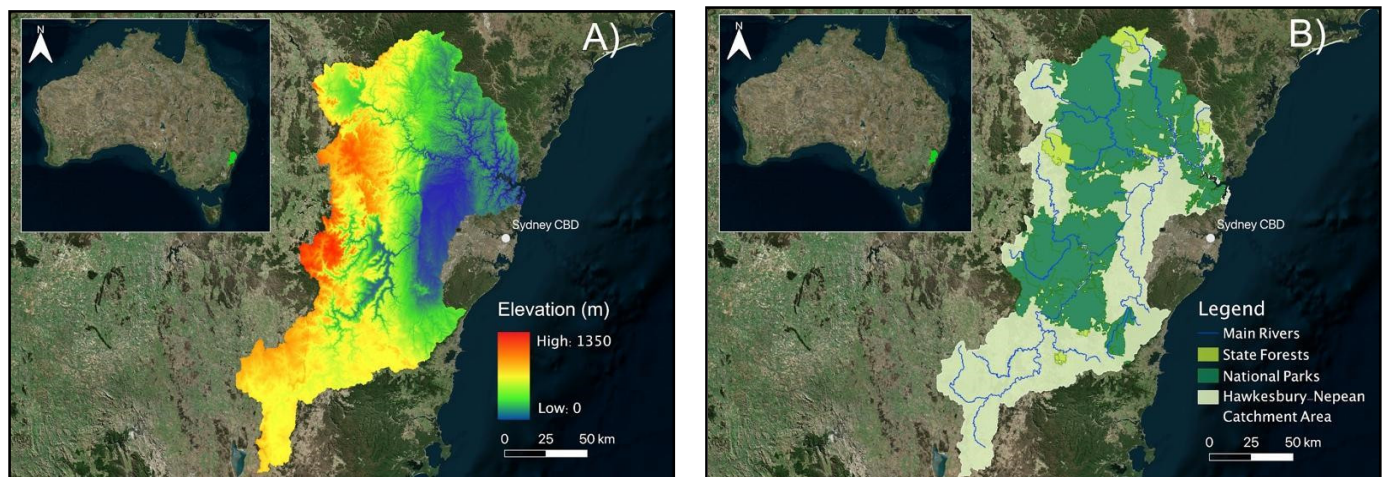 N
A)
Sydney CBD
Elevation (m)
High: 1350
Low: 0
0 25 50 km
N
B)
Sydney CBD
Legend
Main Rivers
State Forests
National Parks
Hawkesbury-Nepean
Catchment Area
0 25 50 km